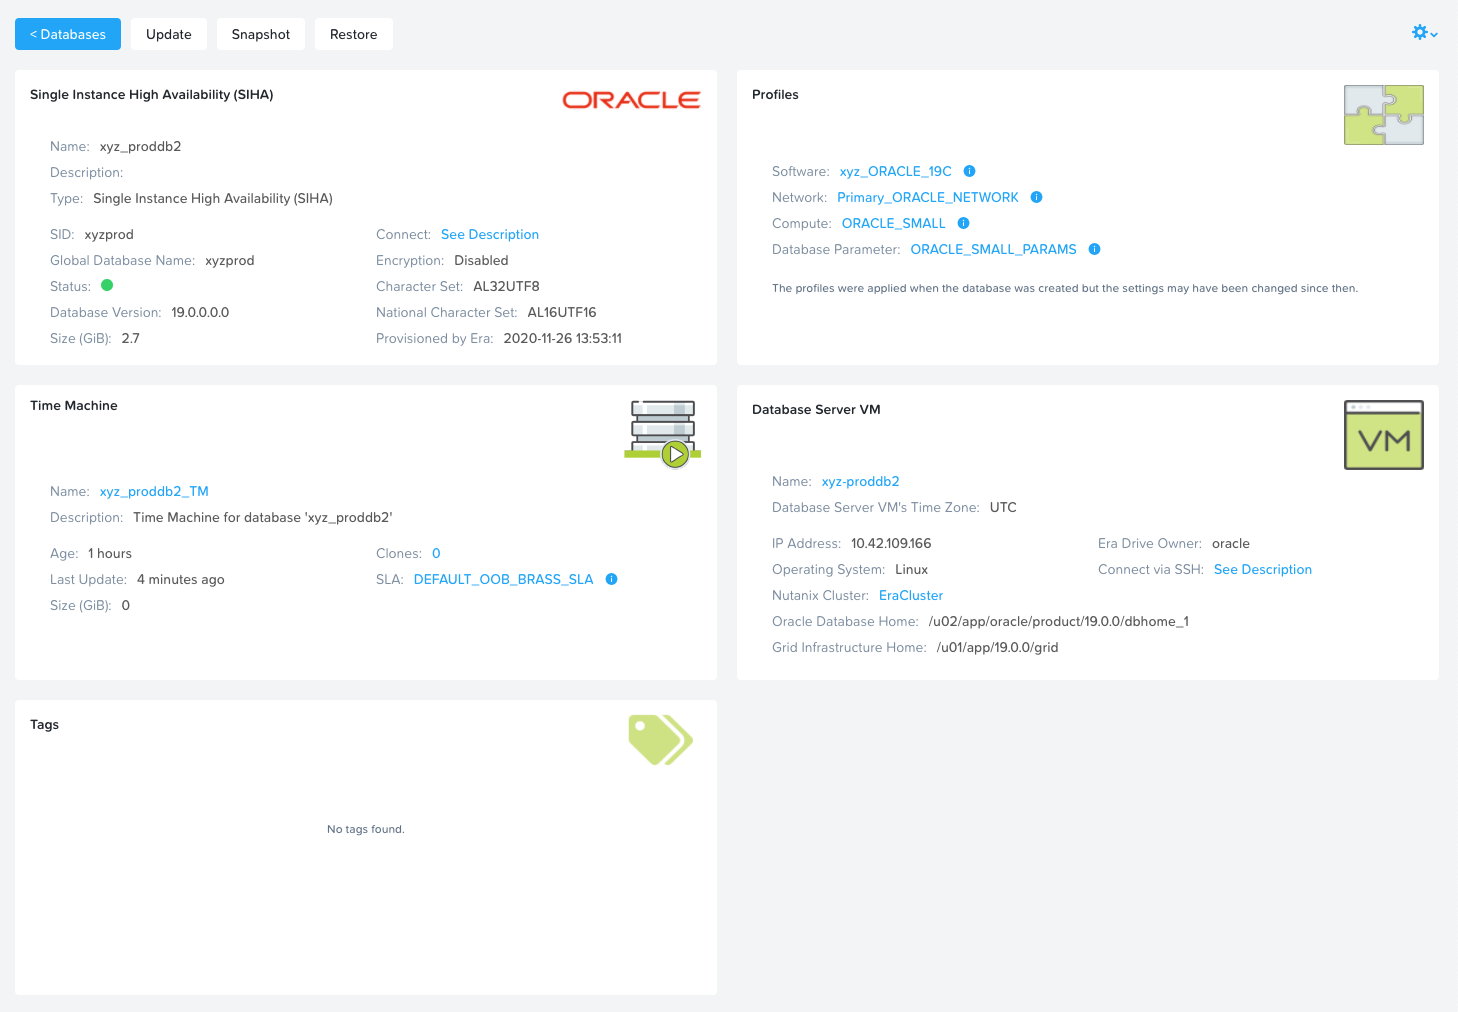 < Databases Update Snapshot Restore
Single Instance High Availability (SIHA)
ORACLE
Name: xyz_proddb2
Description:
Type: Single Instance High Availability (SIHA)
SID: xyzprod
Global Database Name: xyzprod
Status:
Database Version: 19.0.0.0.0
Size (GiB): 2.7
Connect: See Description
Encryption: Disabled
Character Set: AL32UTF8
National Character Set: AL16UTF16
Provisioned by Era: 2020-11-26 13:53:11
Profiles
Software: xyz_ORACLE_19C
Network: Primary_ORACLE_NETWORK
Compute: ORACLE_SMALL
Database Parameter: ORACLE_SMALL_PARAMS
The profiles were applied when the database was created but the settings may have been changed since then.
Time Machine
Name: xyz_proddb2_TM
Description: Time Machine for database 'xyz_proddb2'
Age: 1 hours
Last Update: 4 minutes ago
Size (GiB): 0
Clones: 0
SLA: DEFAULT_OOB_BRASS_SLA
Database Server VM
VM
Name: xyz-proddb2
Database Server VM's Time Zone: UTC
IP Address: 10.42.109.166
Operating System: Linux
Nutanix Cluster: EraCluster
Oracle Database Home: /u02/app/oracle/product/19.0.0/dbhome_1
Grid Infrastructure Home: /u01/app/19.0.0/grid
Era Drive Owner: oracle
Connect via SSH: See Description
Tags
No tags found.